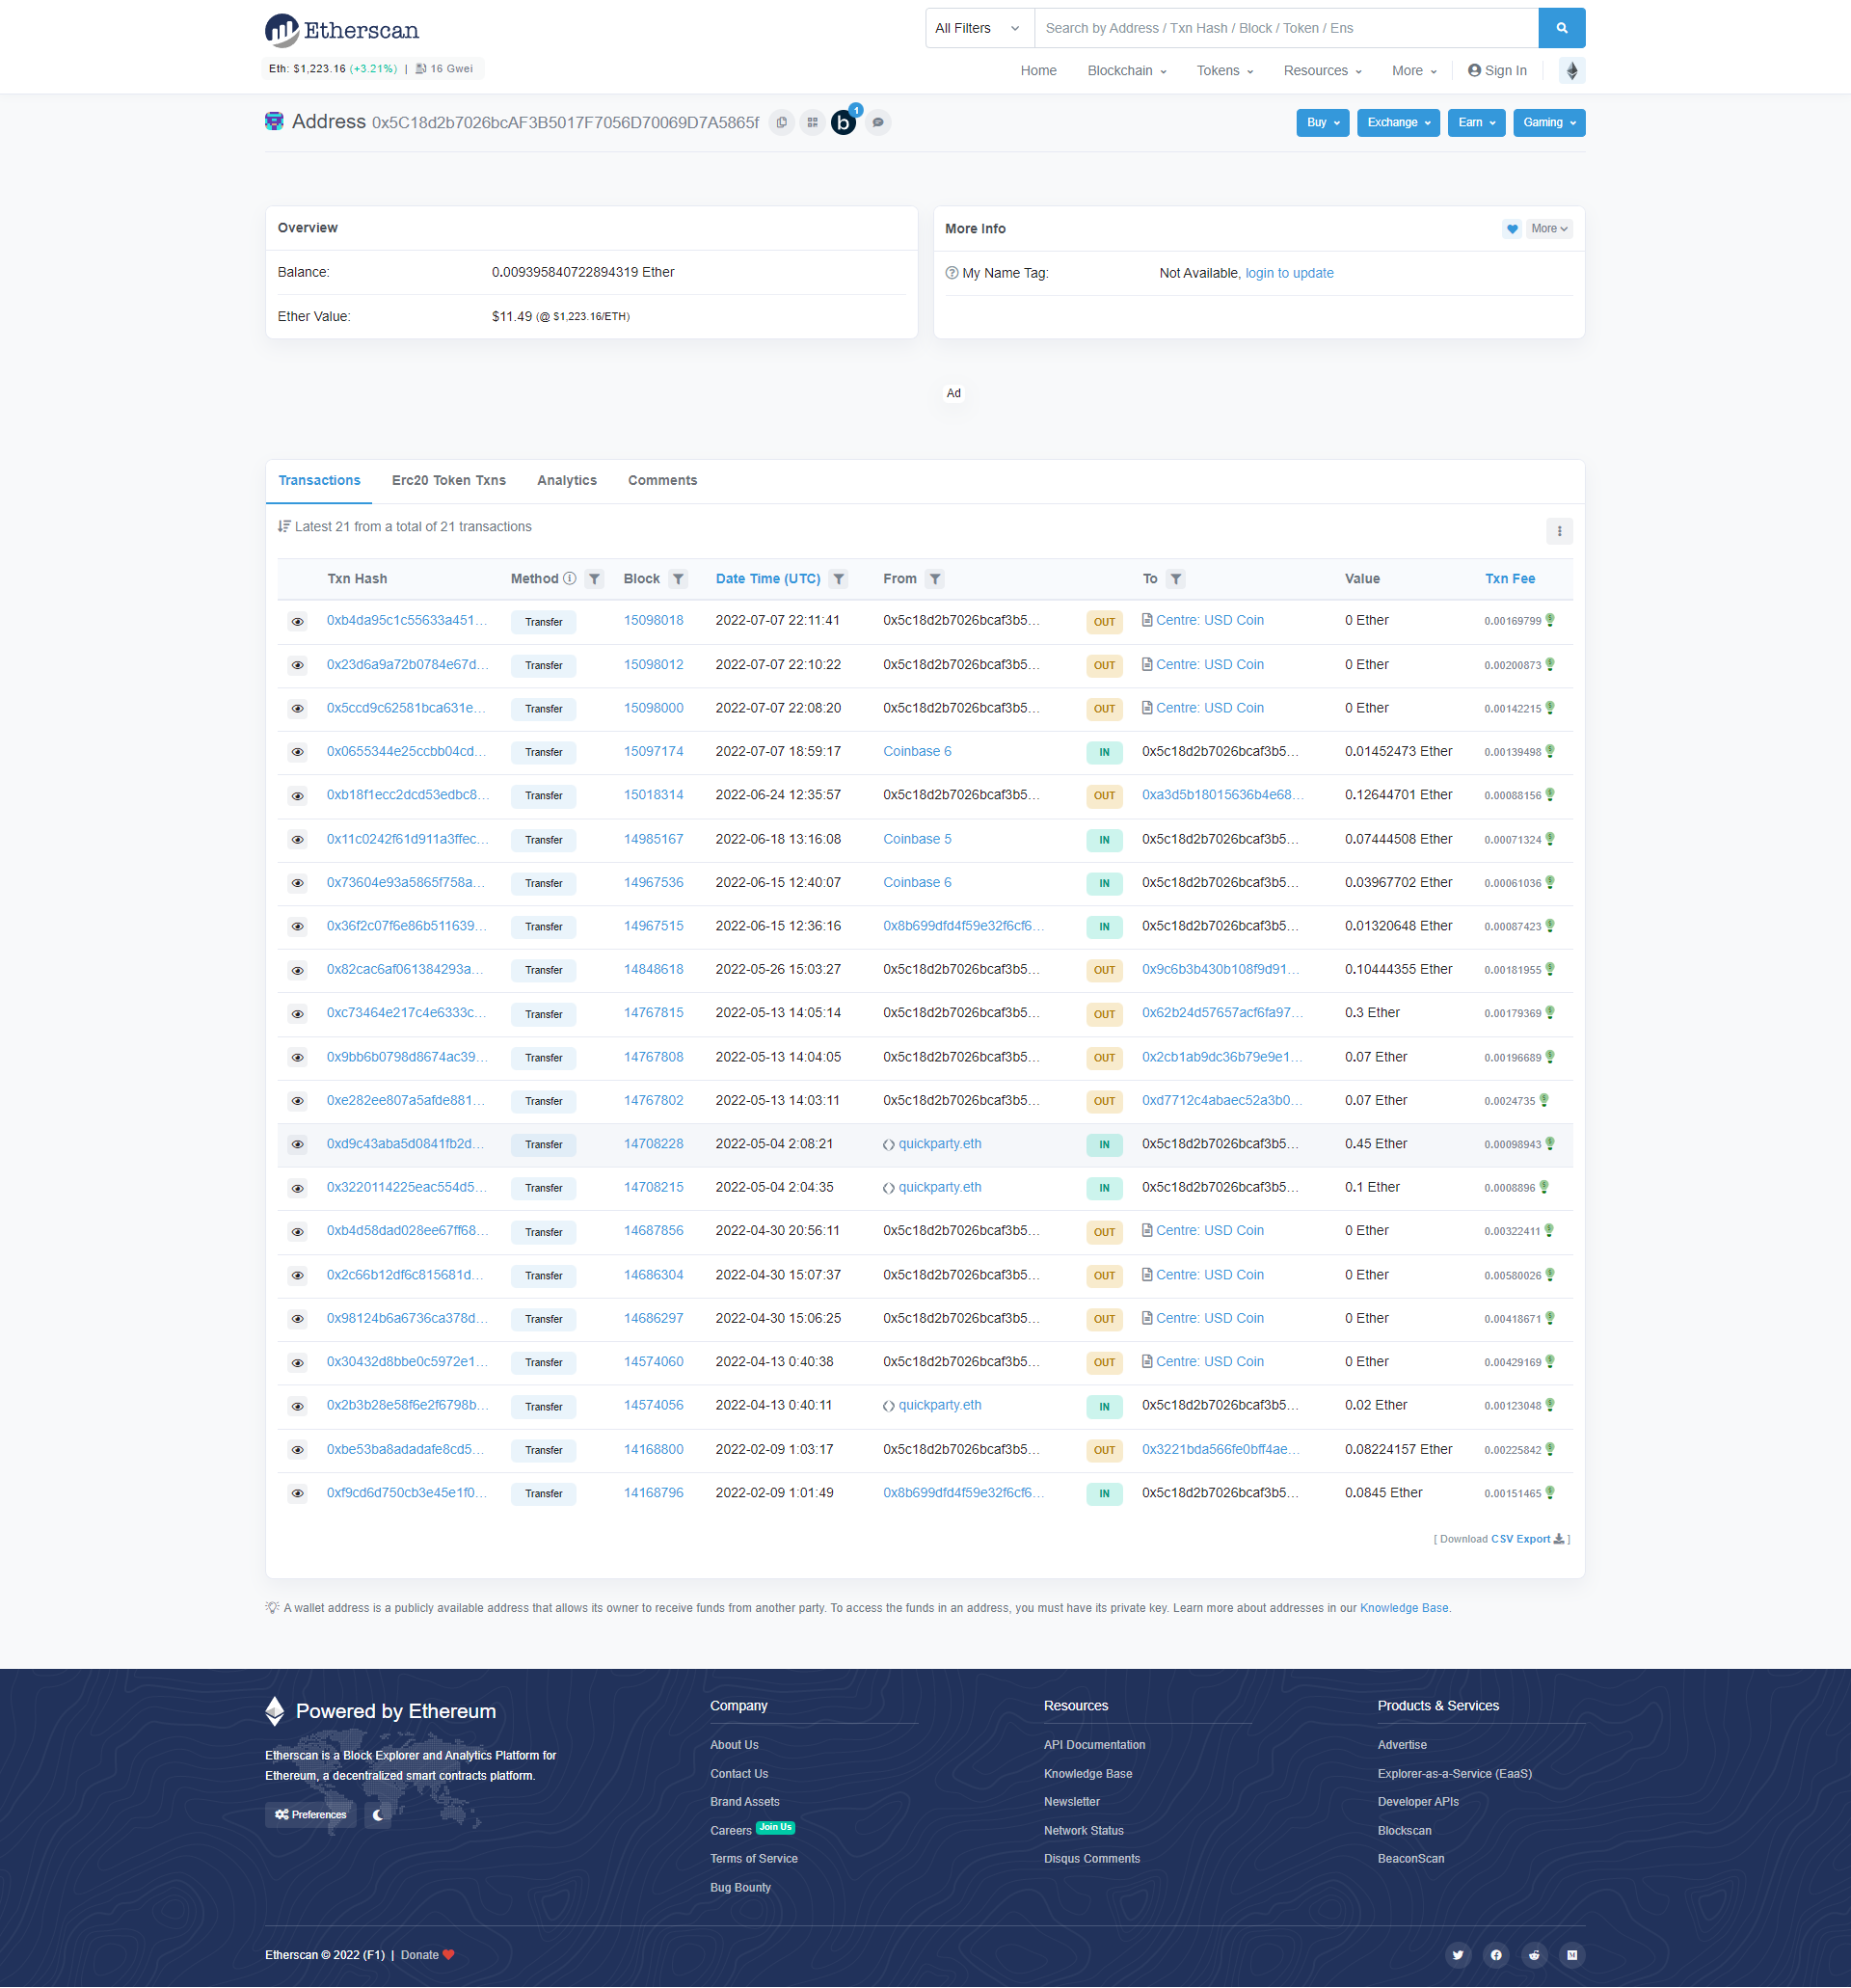 Etherscan
All Filters
Search by Address / Txn Hash / Block / Token / Ens
Eth: $1,223.16 (+3.21%) | 16 Gwei
Home Blockchain Tokens Resources More Sign In
Address 0x5C18d2b7026bcAF3B5017F7056D70069D7A5865f
b 1
Buy Exchange Earn Gaming
Overview
Balance: 0.009395840722894319 Ether
Ether Value: $11.49 (@ $1,223.16/ETH)
More Info
More
My Name Tag: Not Available, login to update
Ad
Transactions Erc20 Token Txns Analytics Comments
Latest 21 from a total of 21 transactions
Txn Hash Method Block Date Time (UTC) From To Value Txn Fee
0xb4da95c1c55633a451... Transfer 15098018 2022-07-07 22:11:41 0x5c18d2b7026bcaf3b5... OUT Centre: USD Coin 0 Ether 0.00169799
0x23d6a9a72b0784e67d... Transfer 15098012 2022-07-07 22:10:22 0x5c18d2b7026bcaf3b5... OUT Centre: USD Coin 0 Ether 0.00200873
0x5ccd9c62581bca631e... Transfer 15098000 2022-07-07 22:08:20 0x5c18d2b7026bcaf3b5... OUT Centre: USD Coin 0 Ether 0.00142215
0x0655344e25ccbb04cd... Transfer 15097174 2022-07-07 18:59:17 Coinbase 6 IN 0x5c18d2b7026bcaf3b5... 0.01452473 Ether 0.00139498
0xb18f1ecc2dcd53edbc8... Transfer 15018314 2022-06-24 12:35:57 0x5c18d2b7026bcaf3b5... OUT 0xa3d5b18015636b4e68... 0.12644701 Ether 0.00088156
0x11c0242f61d911a3ffec... Transfer 14985167 2022-06-18 13:16:08 Coinbase 5 IN 0x5c18d2b7026bcaf3b5... 0.07444508 Ether 0.00071324
0x73604e93a5865f758a... Transfer 14967536 2022-06-15 12:40:07 Coinbase 6 IN 0x5c18d2b7026bcaf3b5... 0.03967702 Ether 0.00061036
0x36f2c07f6e86b511639... Transfer 14967515 2022-06-15 12:36:16 0x8b699dfd4f59e32f6cf6... IN 0x5c18d2b7026bcaf3b5... 0.01320648 Ether 0.00087423
0x82cac6af061384293a... Transfer 14848618 2022-05-26 15:03:27 0x5c18d2b7026bcaf3b5... OUT 0x9c6b3b430b108f9d91... 0.10444355 Ether 0.00181955
0xc73464e217c4e6333c... Transfer 14767815 2022-05-13 14:05:14 0x5c18d2b7026bcaf3b5... OUT 0x62b24d57657acf6fa97... 0.3 Ether 0.00179369
0x9bb6b0798d8674ac39... Transfer 14767808 2022-05-13 14:04:05 0x5c18d2b7026bcaf3b5... OUT 0x2cb1ab9dc36b79e9e1... 0.07 Ether 0.00196689
0xe282ee807a5afde881... Transfer 14767802 2022-05-13 14:03:11 0x5c18d2b7026bcaf3b5... OUT 0xd7712c4abaec52a3b0... 0.07 Ether 0.0024735
0xd9c43aba5d0841fb2d... Transfer 14708228 2022-05-04 2:08:21 quickparty.eth IN 0x5c18d2b7026bcaf3b5... 0.45 Ether 0.00098943
0x3220114225eac554d5... Transfer 14708215 2022-05-04 2:04:35 quickparty.eth IN 0x5c18d2b7026bcaf3b5... 0.1 Ether 0.0008896
0xb4d58dad028ee67ff68... Transfer 14687856 2022-04-30 20:56:11 0x5c18d2b7026bcaf3b5... OUT Centre: USD Coin 0 Ether 0.00322411
0x2c66b12df6c815681d... Transfer 14686304 2022-04-30 15:07:37 0x5c18d2b7026bcaf3b5... OUT Centre: USD Coin 0 Ether 0.00580026
0x98124b6a6736ca378d... Transfer 14686297 2022-04-30 15:06:25 0x5c18d2b7026bcaf3b5... OUT Centre: USD Coin 0 Ether 0.00418671
0x30432d8bbe0c5972e1... Transfer 14574060 2022-04-13 0:40:38 0x5c18d2b7026bcaf3b5... OUT Centre: USD Coin 0 Ether 0.00429169
0x2b3b28e58f6e2f6798b... Transfer 14574056 2022-04-13 0:40:11 quickparty.eth IN 0x5c18d2b7026bcaf3b5... 0.02 Ether 0.00123048
0xbe53ba8adadafe8cd5... Transfer 14168800 2022-02-09 1:03:17 0x5c18d2b7026bcaf3b5... OUT 0x3221bda566fe0bff4ae... 0.08224157 Ether 0.00225842
0xf9cd6d750cb3e45e1f0... Transfer 14168796 2022-02-09 1:01:49 0x8b699dfd4f59e32f6cf6... IN 0x5c18d2b7026bcaf3b5... 0.0845 Ether 0.00151465
[ Download CSV Export ]
A wallet address is a publicly available address that allows its owner to receive funds from another party. To access the funds in an address, you must have its private key. Learn more about addresses in our Knowledge Base.
Powered by Ethereum
Etherscan is a Block Explorer and Analytics Platform for
Ethereum, a decentralized smart contracts platform.
Preferences
Company
About Us
Contact Us
Brand Assets
Careers Join Us
Terms of Service
Bug Bounty
Resources
API Documentation
Knowledge Base
Newsletter
Network Status
Disqus Comments
Products & Services
Advertise
Explorer-as-a-Service (EaaS)
Developer APIs
Blockscan
BeaconScan
Etherscan © 2022 (F1) | Donate